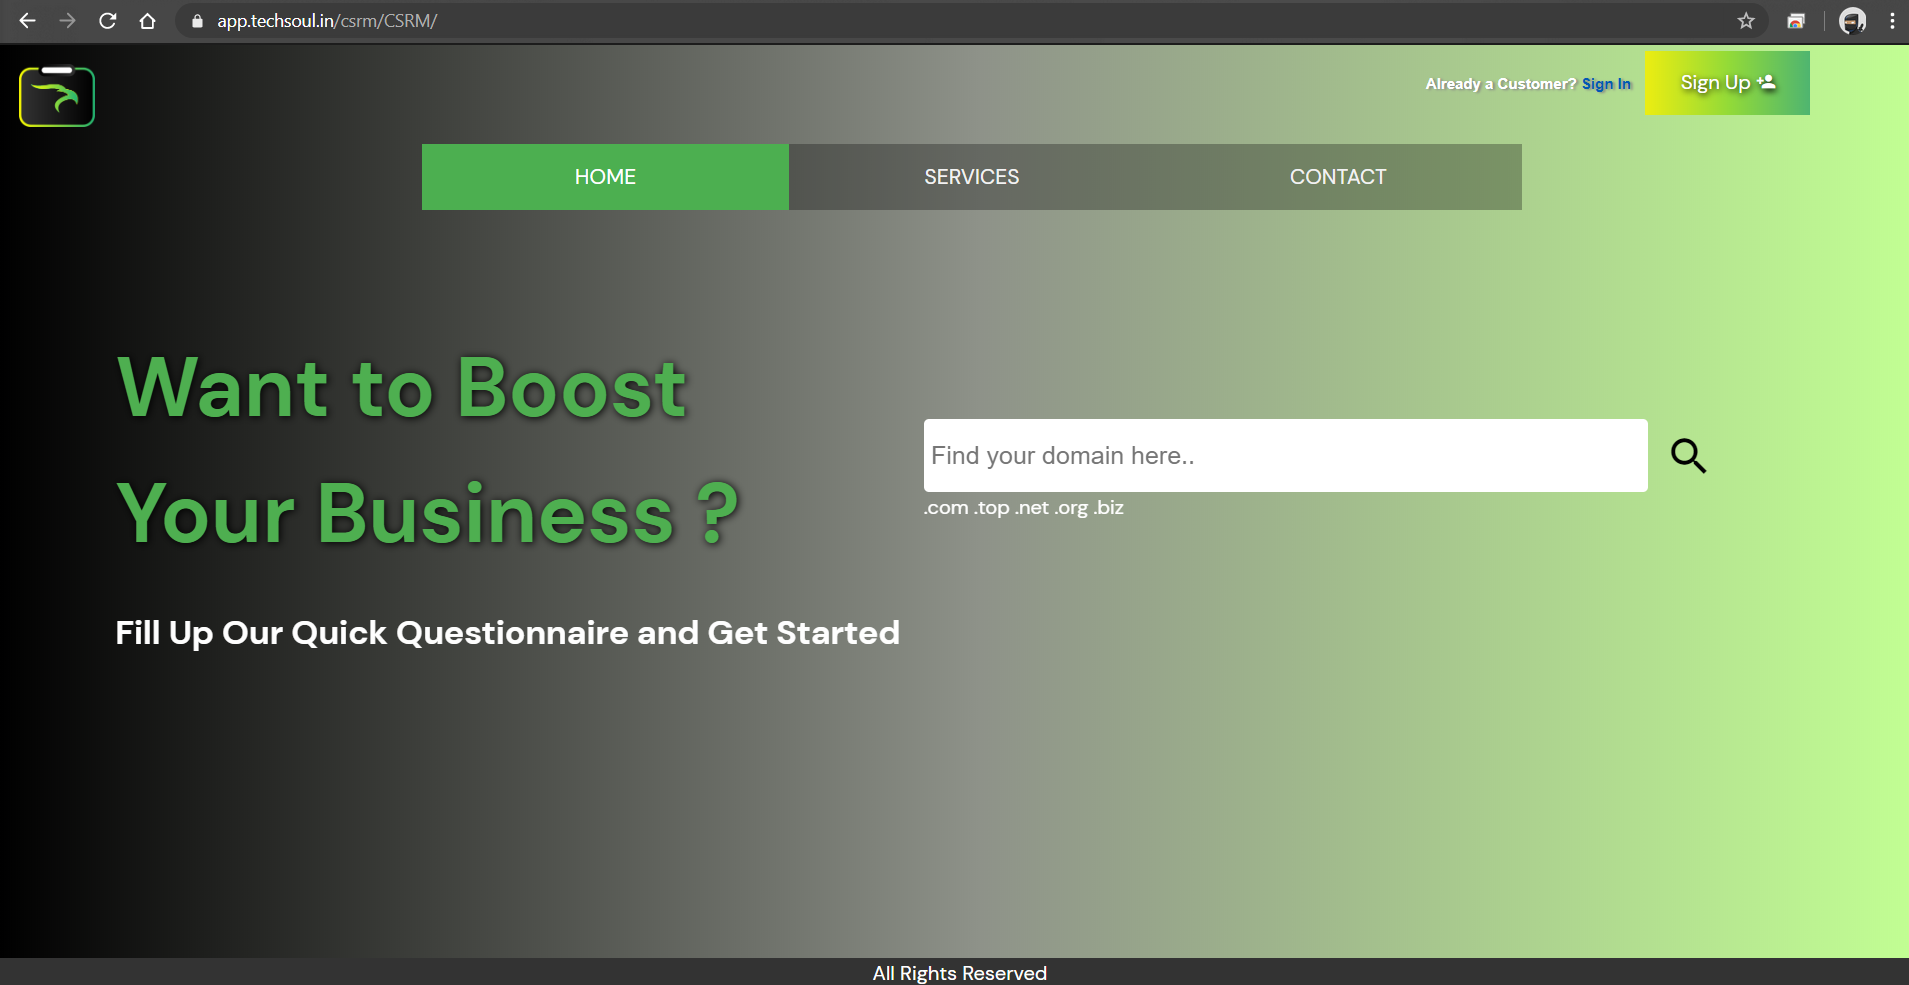 app.techsoul.in/csrm/CSRM/
Already a Customer? Sign In
Sign Up
HOME
SERVICES
CONTACT
Want to Boost
Your Business ?
Find your domain here..
.com .top .net .org .biz
Fill Up Our Quick Questionnaire and Get Started
All Rights Reserved